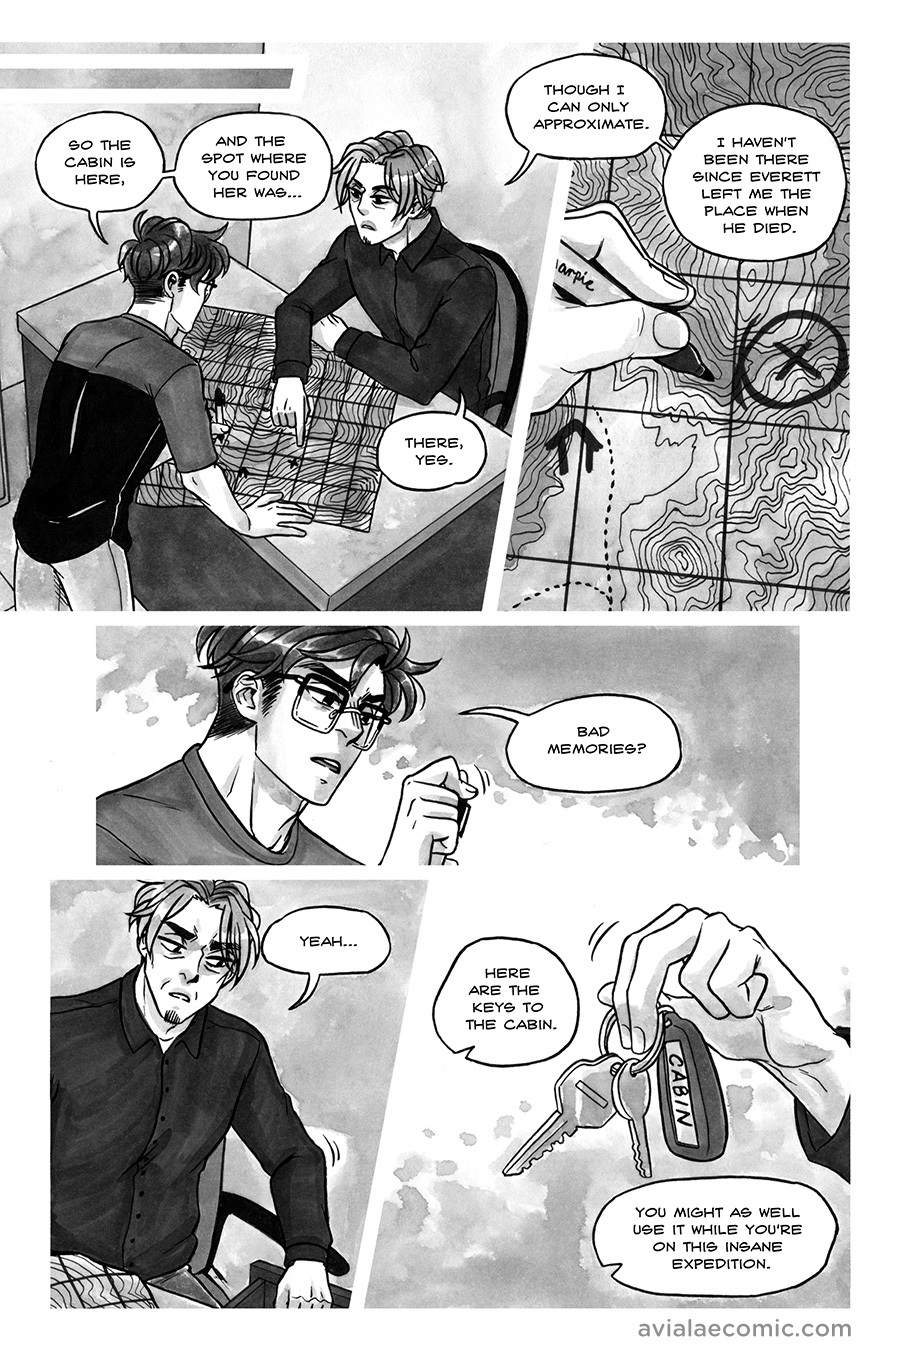 SO THE
CABIN IS
HERE,
AND THE
SPOT WHERE
YOU FOUND
HER WAS...
THERE,
YES.
THOUGH I
CAN ONLY
APPROXIMATE.
I HAVEN'T
BEEN THERE
SINCE EVERETT
LEFT ME THE
PLACE WHEN
HE DIED.
arpie
BAD
MEMORIES?
YEAH...
HERE
ARE THE
KEYS TO
THE CABIN.
CABIN
YOU MIGHT AS WELL
USE IT WHILE YOU'RE
ON THIS INSANE
EXPEDITION.
avialaecomic.com